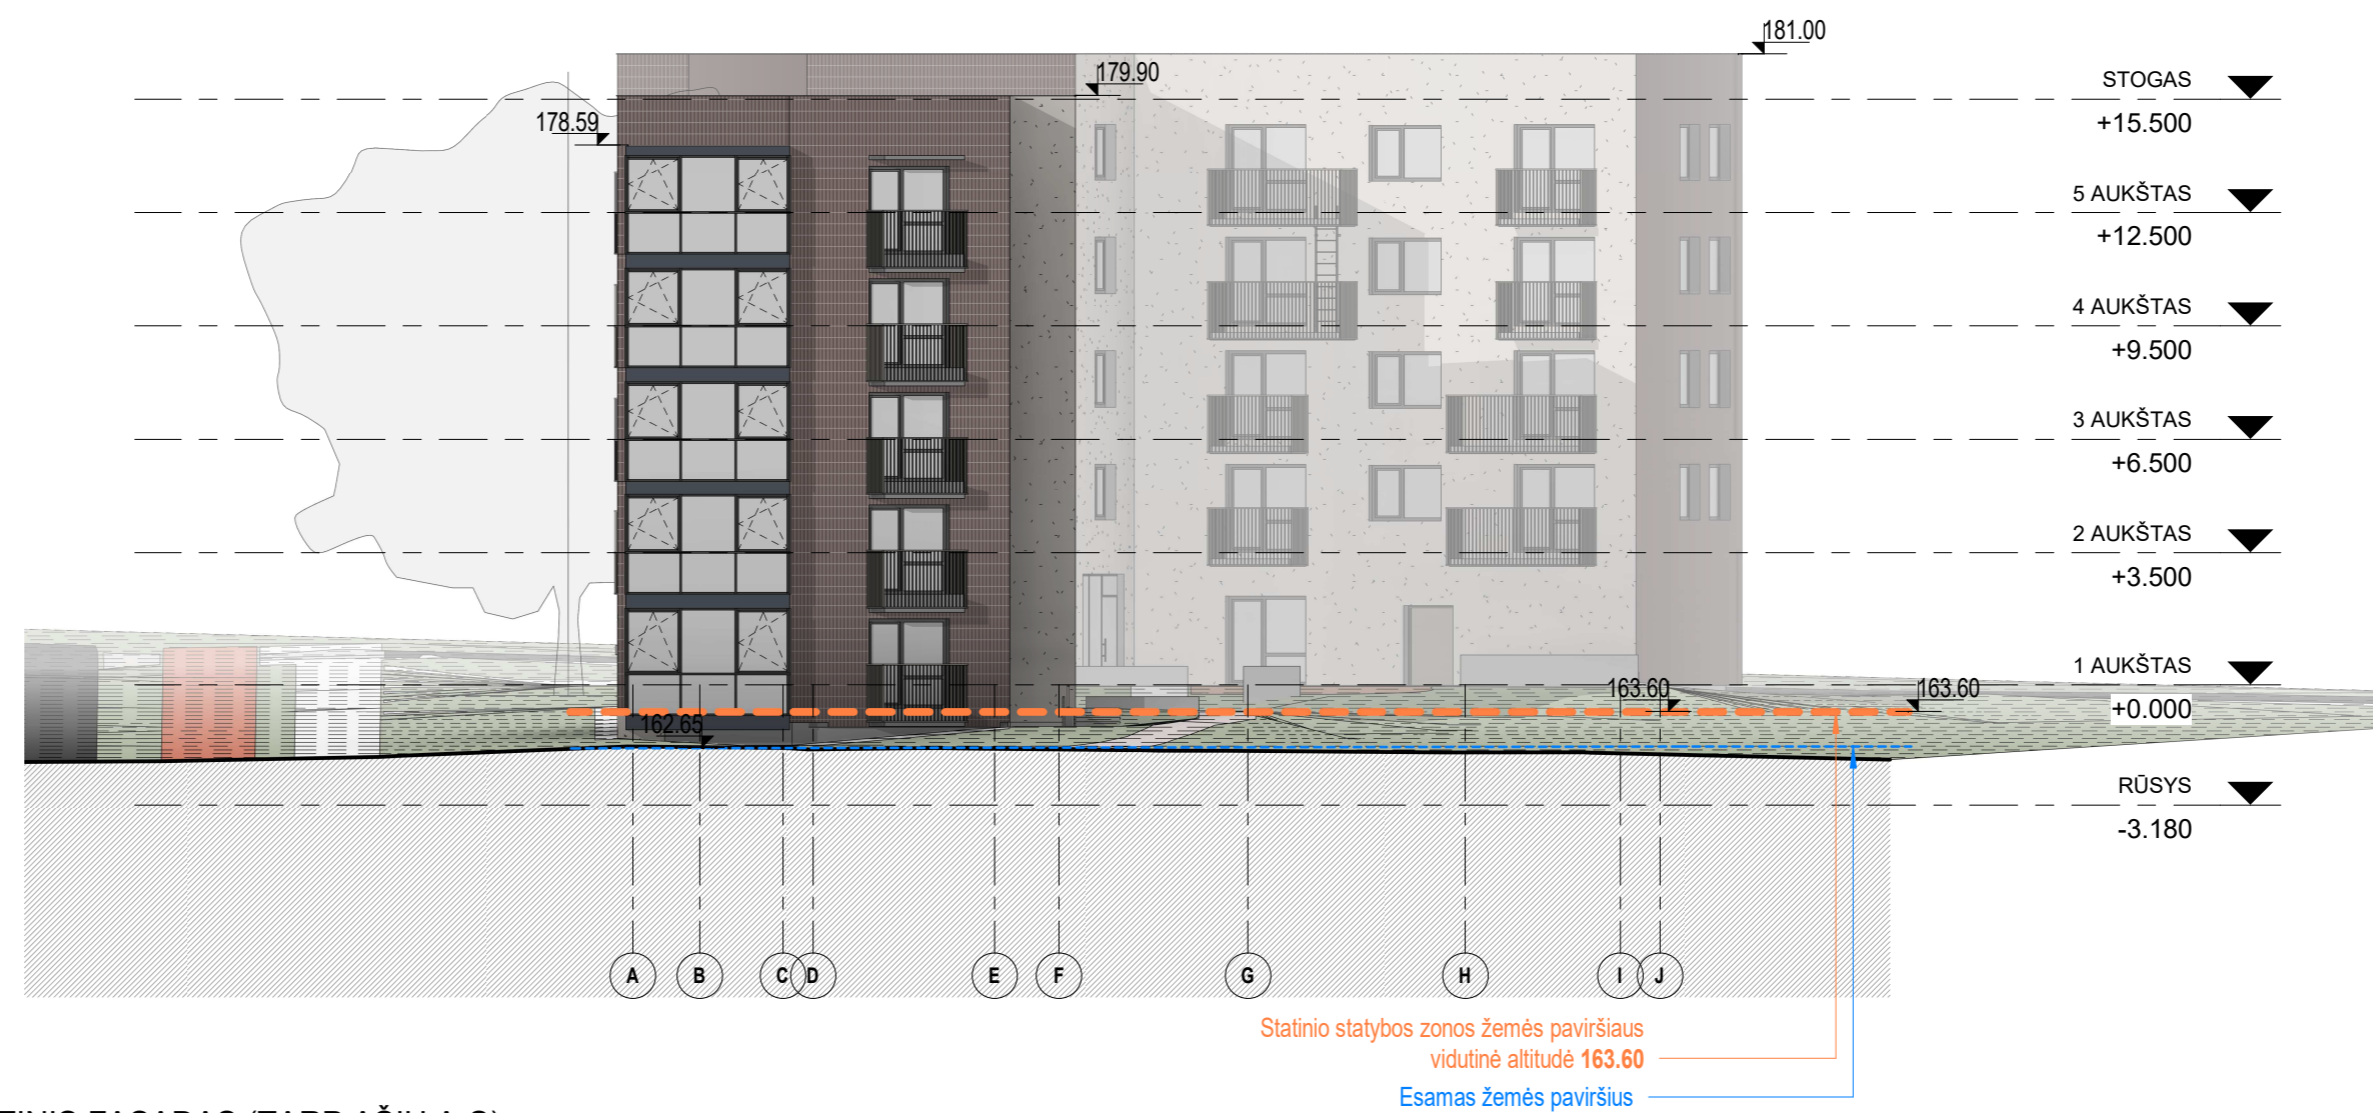 181.00
179.90
178.59
STOGAS
+15.500
5 AUKŠTAS
+12.500
4 AUKŠTAS
+9.500
3 AUKŠTAS
+6.500
2 AUKŠTAS
+3.500
1 AUKŠTAS
+0.000
163.60
163.60
162.65
RŪSYS
-3.180
A B C D E F G H I J
Statinio statybos zonos žemės paviršiaus
vidutinė altitudė 163.60
Esamas žemės paviršius